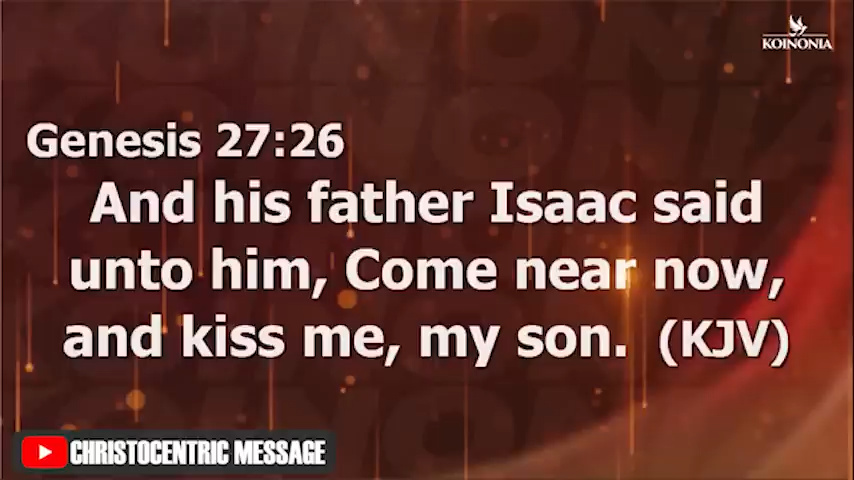 KOINONIA
Genesis 27:26
And his father Isaac said
unto him, Come near now,
and kiss me, my son. (KJV)
CHRISTOCENTRIC MESSAGE